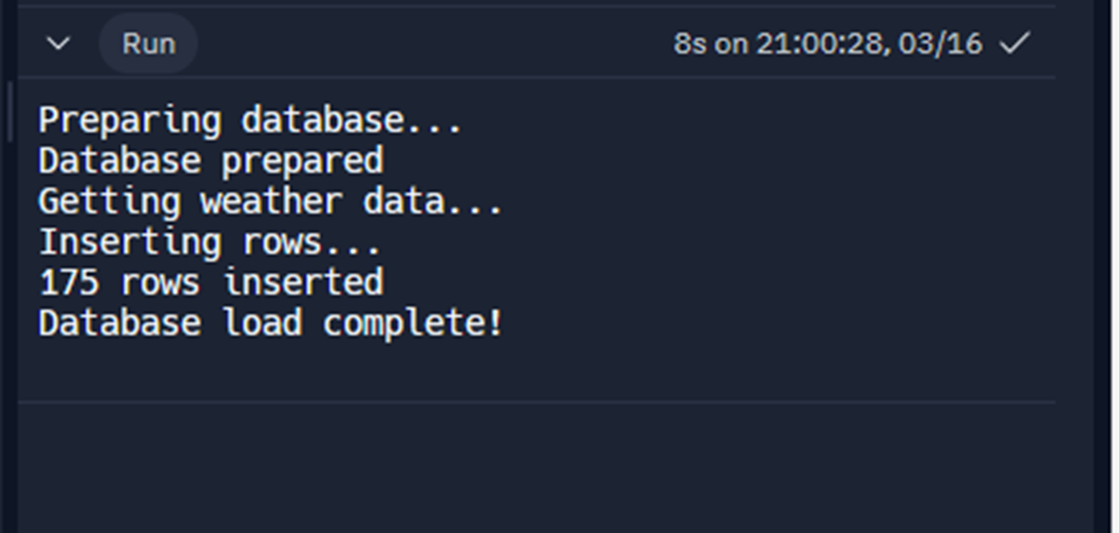 Run
8s on 21:00:28, 03/16
Preparing database...
Database prepared
Getting weather data...
Inserting rows...
175 rows inserted
Database load complete!